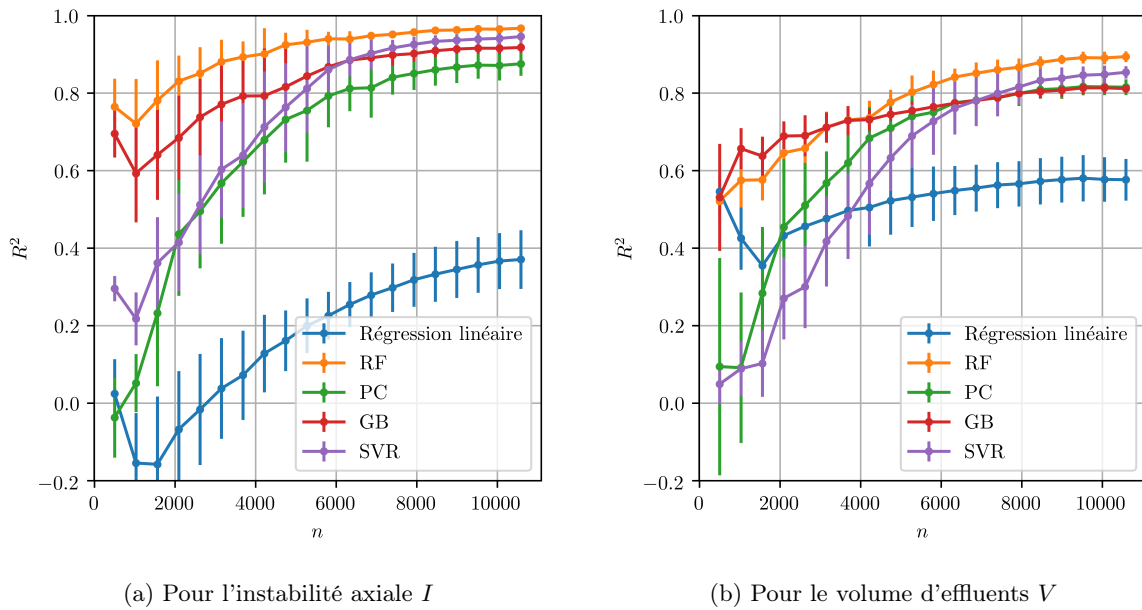 1.0
0.8
0.6
0.4
0.2
0.0
−0.2
R²
0
2000
4000
6000
8000
10000
n
Régression linéaire
RF
PC
GB
SVR
(a) Pour l'instabilité axiale I
1.0
0.8
0.6
0.4
0.2
0.0
−0.2
R²
0
2000
4000
6000
8000
10000
n
Régression linéaire
RF
PC
GB
SVR
(b) Pour le volume d'effluents V